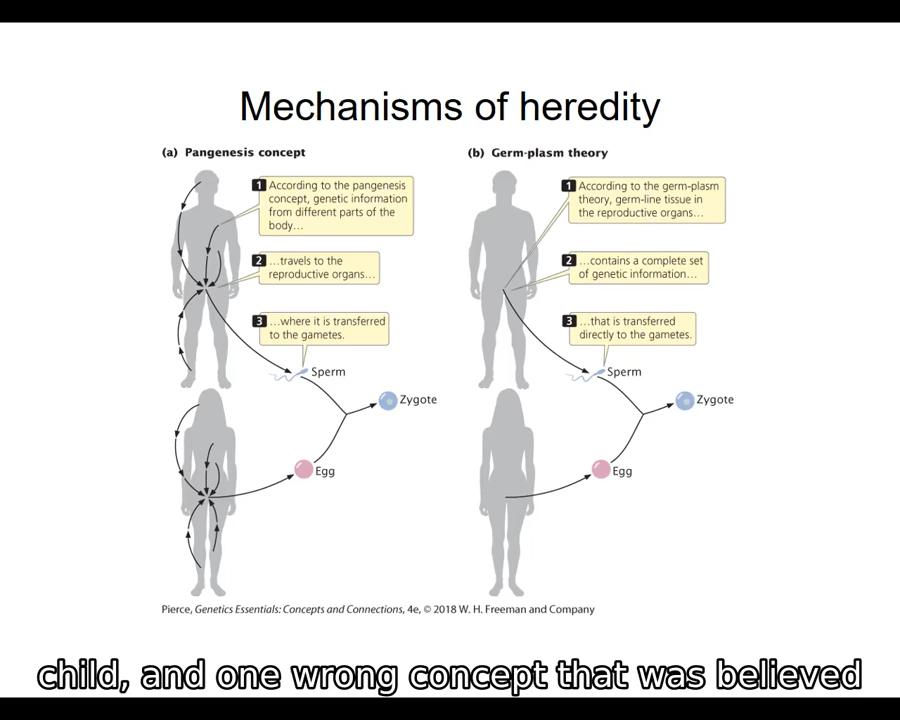 Mechanisms of heredity
(a) Pangenesis concept
1 According to the pangenesis
concept, genetic information
from different parts of the
body…
2 …travels to the
reproductive organs…
3 …where it is transferred
to the gametes.
Sperm
Zygote
Egg
(b) Germ-plasm theory
1 According to the germ-plasm
theory, germ-line tissue in
the reproductive organs…
2 …contains a complete set
of genetic information…
3 …that is transferred
directly to the gametes.
Sperm
Zygote
Egg
Pierce, Genetics Essentials: Concepts and Connections, 4e, © 2018 W. H. Freeman and Company
child, and one wrong concept that was believed